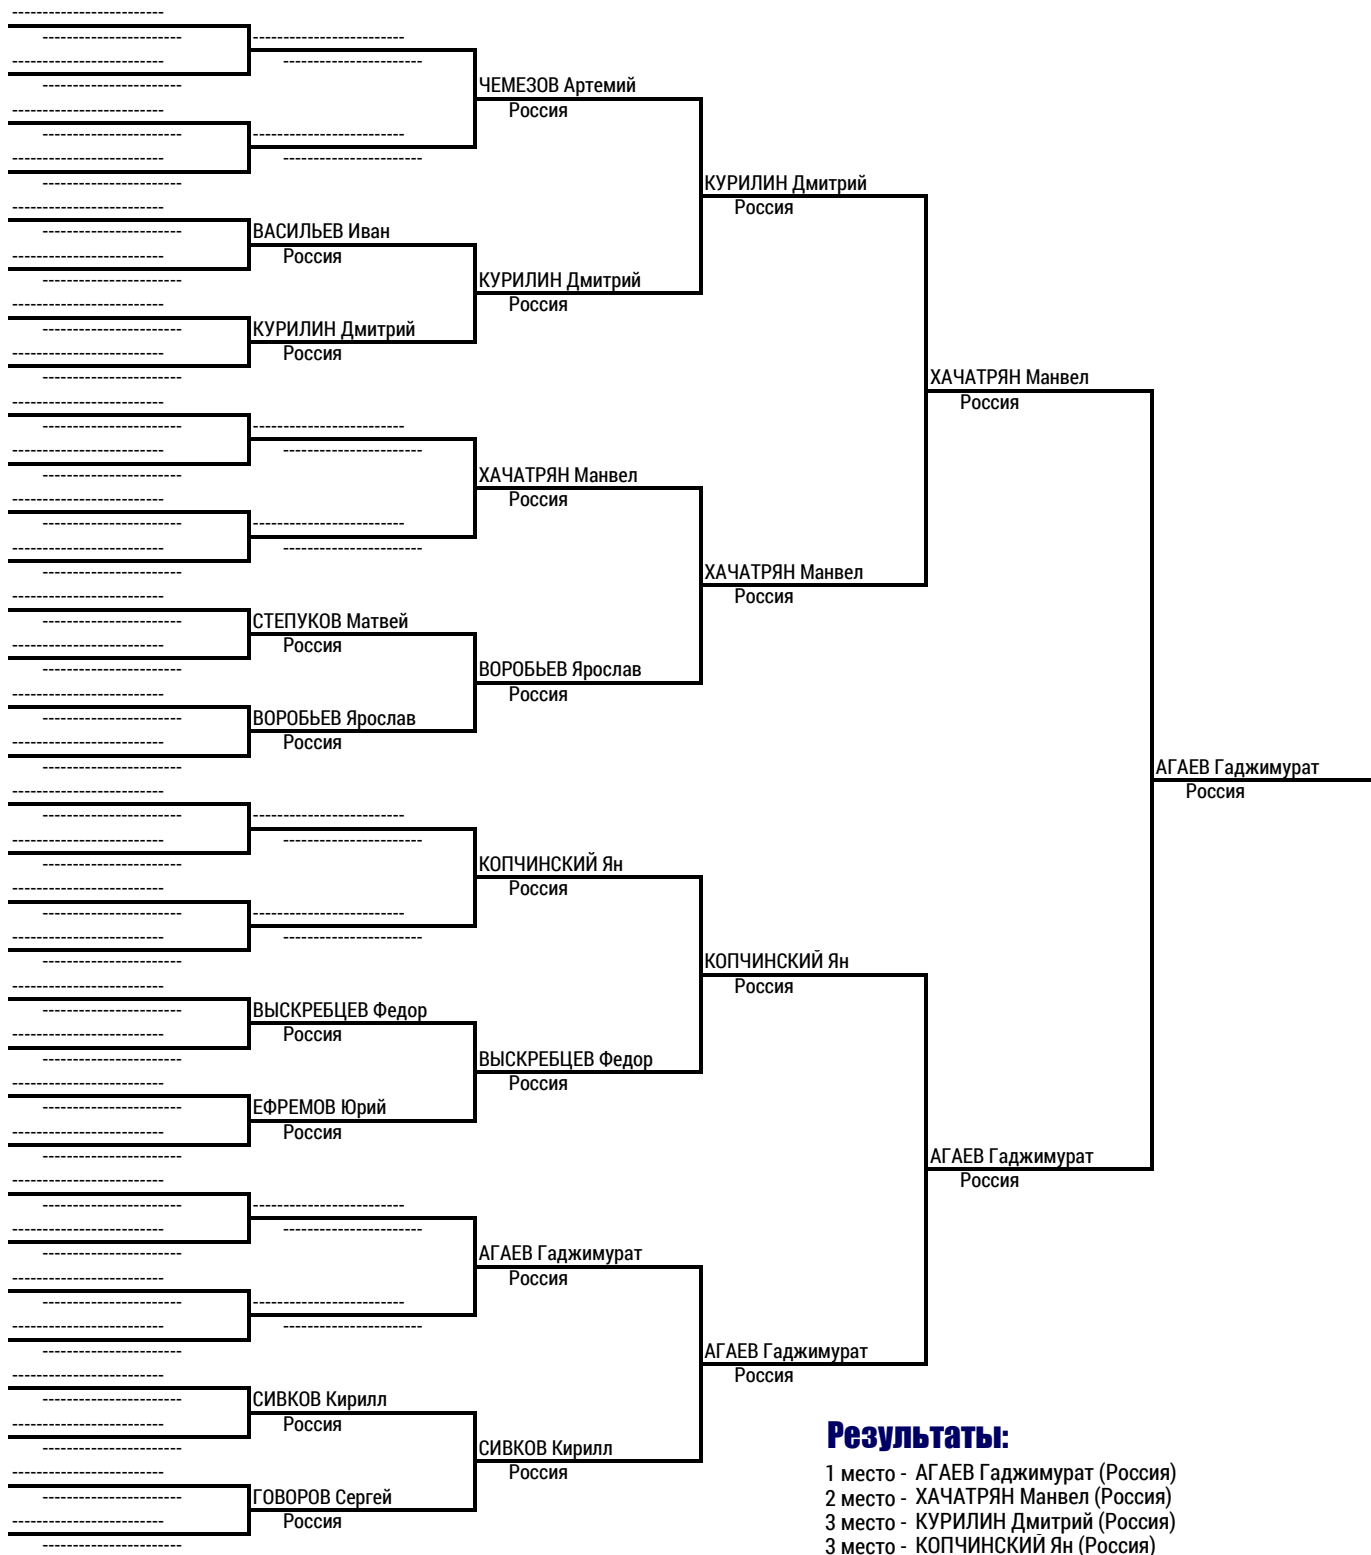 ЧЕМЕЗОВ Артемий
Россия
КУРИЛИН Дмитрий
Россия
ВАСИЛЬЕВ Иван
Россия
КУРИЛИН Дмитрий
Россия
КУРИЛИН Дмитрий
Россия
ХАЧАТРЯН Манвел
Россия
ХАЧАТРЯН Манвел
Россия
ХАЧАТРЯН Манвел
Россия
СТЕПУКОВ Матвей
Россия
ВОРОБЬЕВ Ярослав
Россия
ВОРОБЬЕВ Ярослав
Россия
АГАЕВ Гаджимурат
Россия
КОПЧИНСКИЙ Ян
Россия
КОПЧИНСКИЙ Ян
Россия
ВЫСКРЕБЦЕВ Федор
Россия
ВЫСКРЕБЦЕВ Федор
Россия
ЕФРЕМОВ Юрий
Россия
АГАЕВ Гаджимурат
Россия
АГАЕВ Гаджимурат
Россия
АГАЕВ Гаджимурат
Россия
СИВКОВ Кирилл
Россия
СИВКОВ Кирилл
Россия
ГОВОРОВ Сергей
Россия
Результаты:
1 место - АГАЕВ Гаджимурат (Россия)
2 место - ХАЧАТРЯН Манвел (Россия)
3 место - КУРИЛИН Дмитрий (Россия)
3 место - КОПЧИНСКИЙ Ян (Россия)